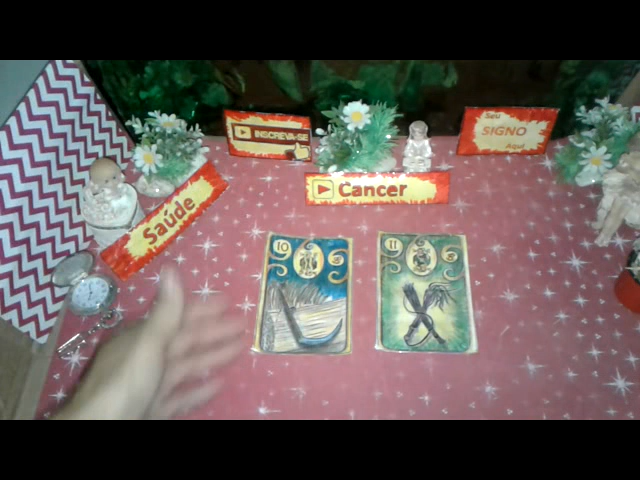 INSCREVA-SE
Seu
SIGNO
Aqui
Cancer
Saúde
10
11